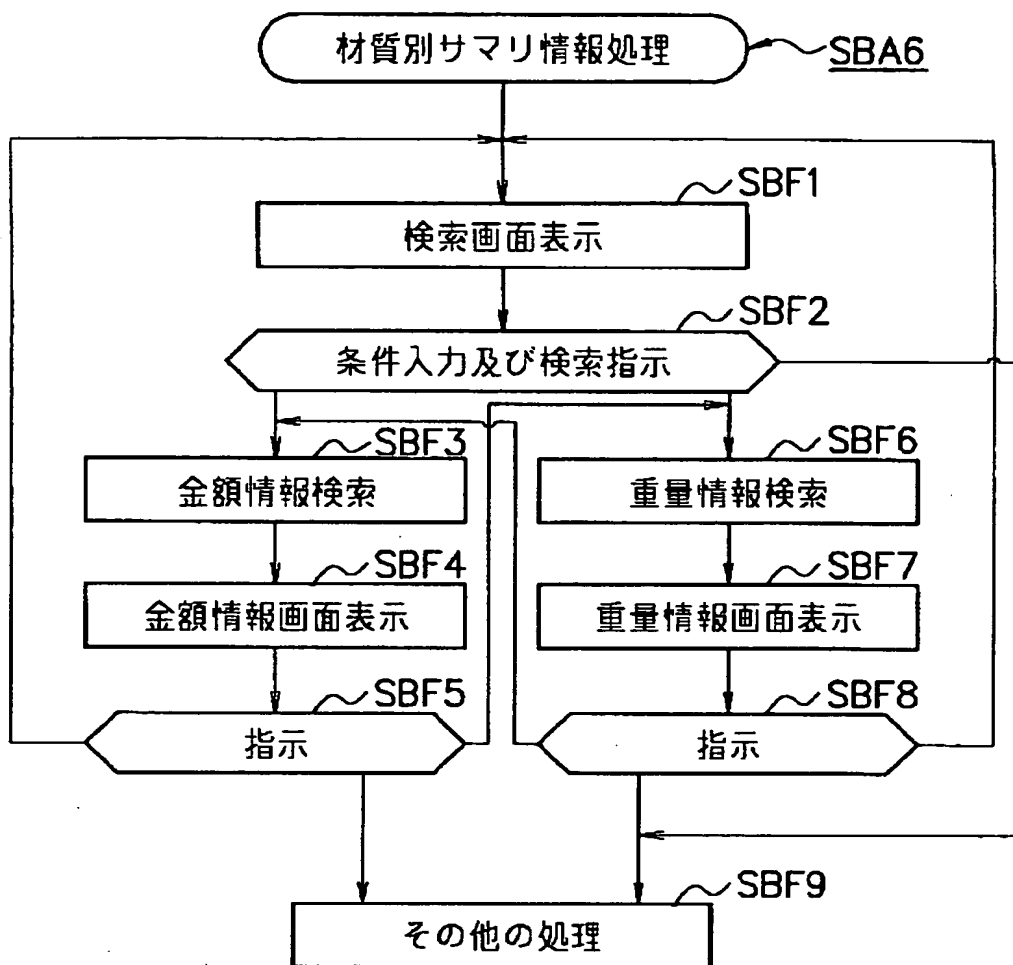 材質別サマリ情報処理
SBA6
SBF1
検索画面表示
SBF2
条件入力及び検索指示
SBF3
金額情報検索
SBF6
重量情報検索
SBF4
金額情報画面表示
SBF7
重量情報画面表示
SBF5
指示
SBF8
指示
SBF9
その他の処理